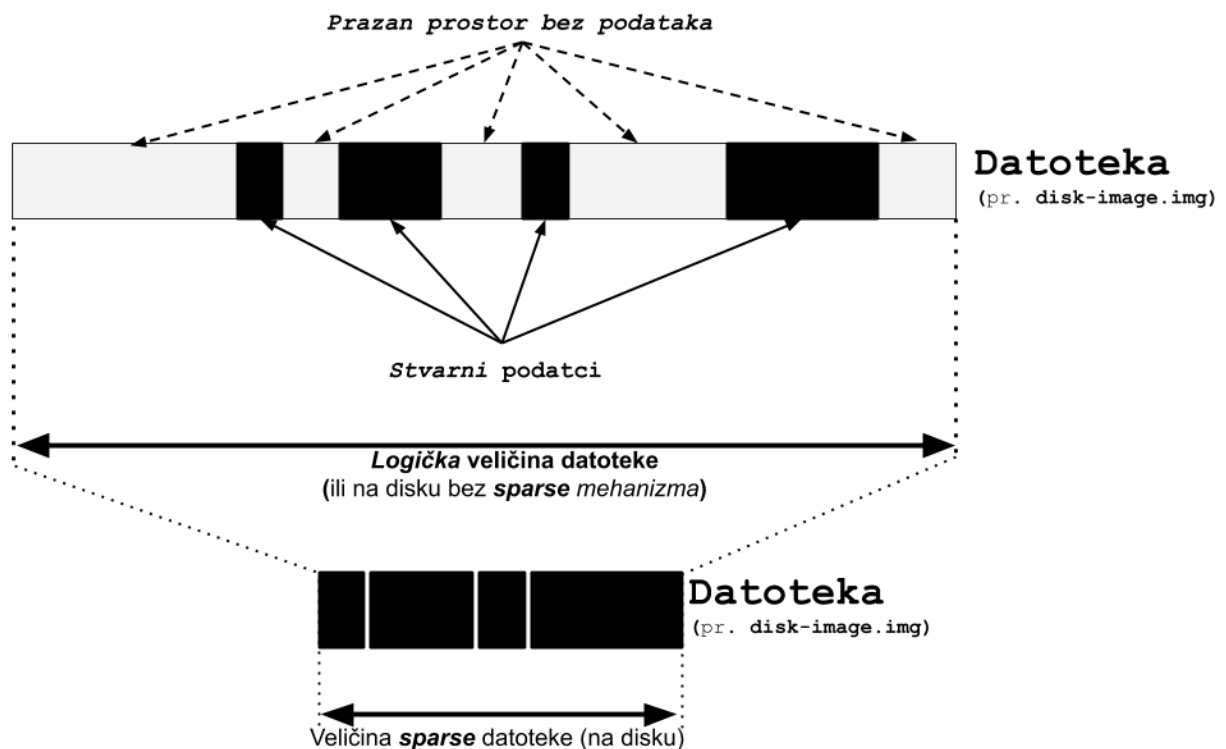 Prazan prostor bez podataka
Datoteka
(pr. disk-image.img)
Stvarni podatci
Logička veličina datoteke
(ili na disku bez sparse mehanizma)
Datoteka
(pr. disk-image.img)
Veličina sparse datoteke (na disku)